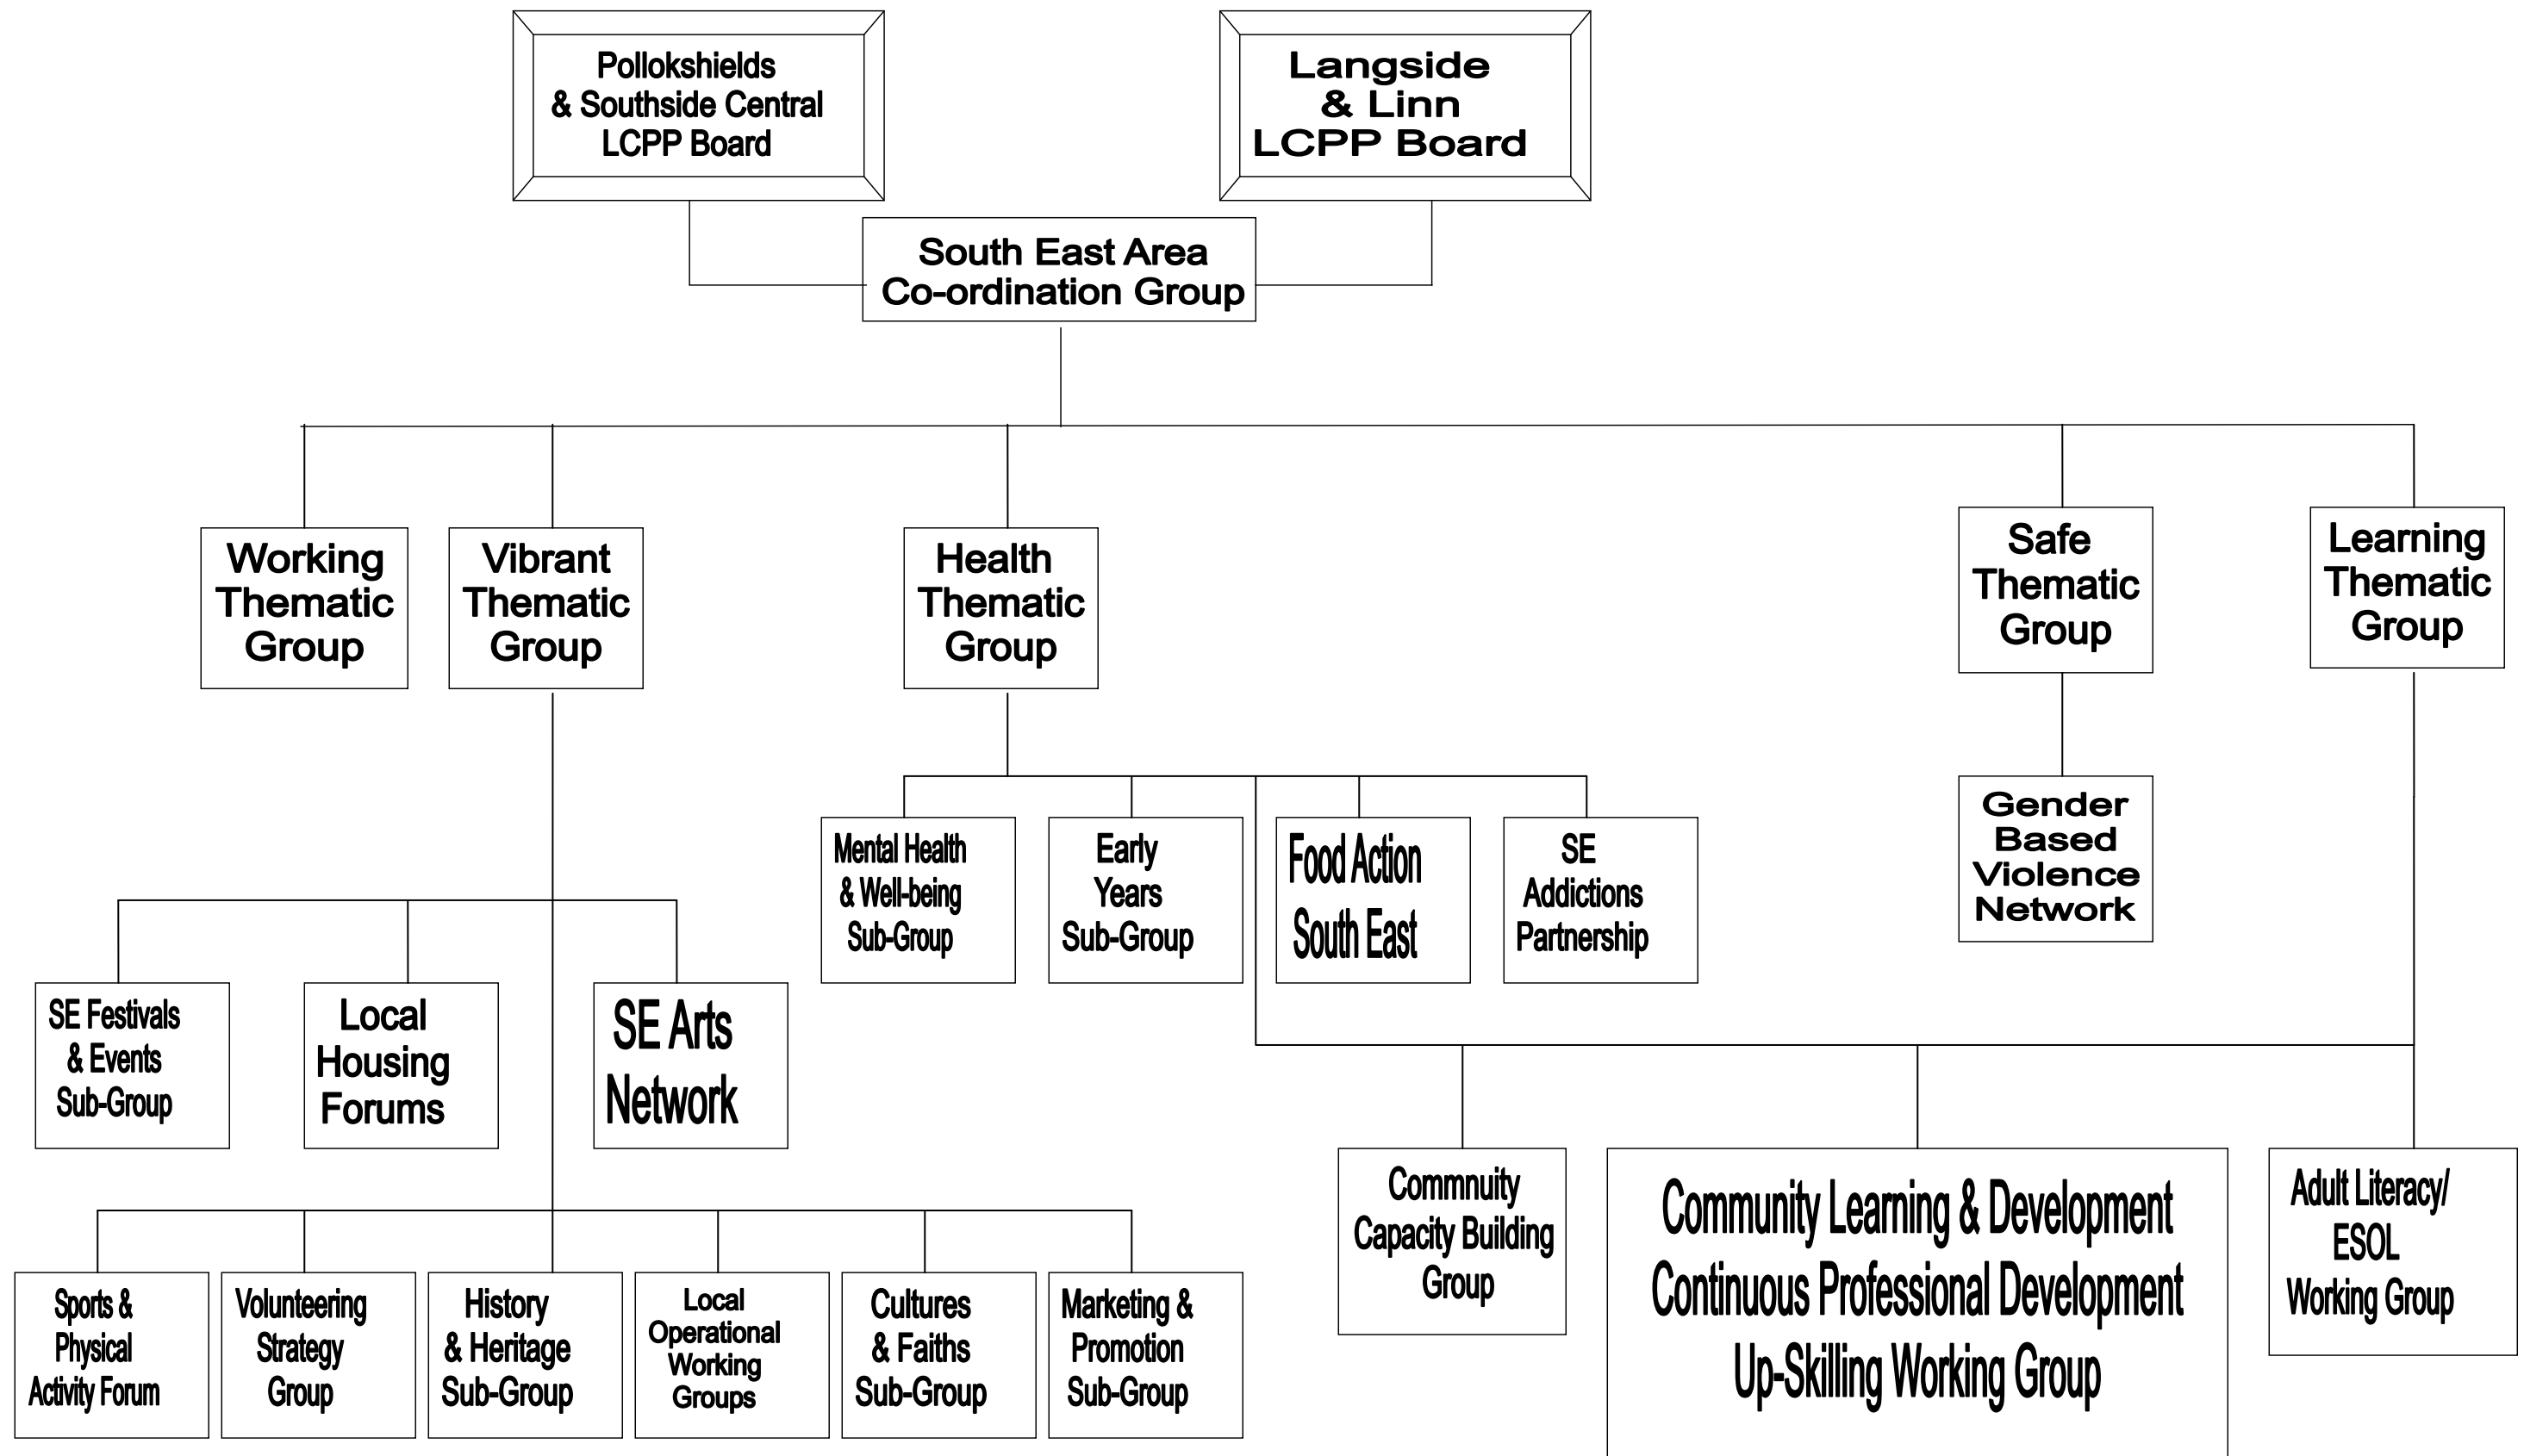 Pollokshields
& Southside Central
LCPP Board
Langside
& Linn
LCPP Board
South East Area
Co-ordination Group
Working
Thematic
Group
Vibrant
Thematic
Group
Health
Thematic
Group
Safe
Thematic
Group
Learning
Thematic
Group
Mental Health
& Well-being
Sub-Group
Early
Years
Sub-Group
Food Action
South East
SE
Addictions
Partnership
Gender
Based
Violence
Network
SE Festivals
& Events
Sub-Group
Local
Housing
Forums
SE Arts
Network
Commnuity
Capacity Building
Group
Community Learning & Development
Continuous Professional Development
Up-Skilling Working Group
Adult Literacy/
ESOL
Working Group
Sports &
Physical
Activity Forum
Volunteering
Strategy
Group
History
& Heritage
Sub-Group
Local
Operational
Working
Groups
Cultures
& Faiths
Sub-Group
Marketing &
Promotion
Sub-Group